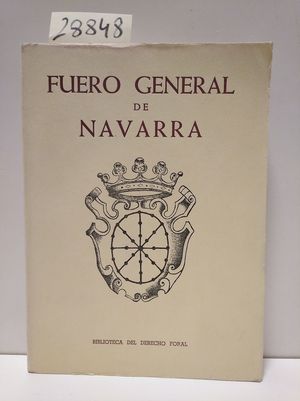 28848
FUERO GENERAL
DE
NAVARRA
BIBLIOTECA DEL DERECHO FORAL